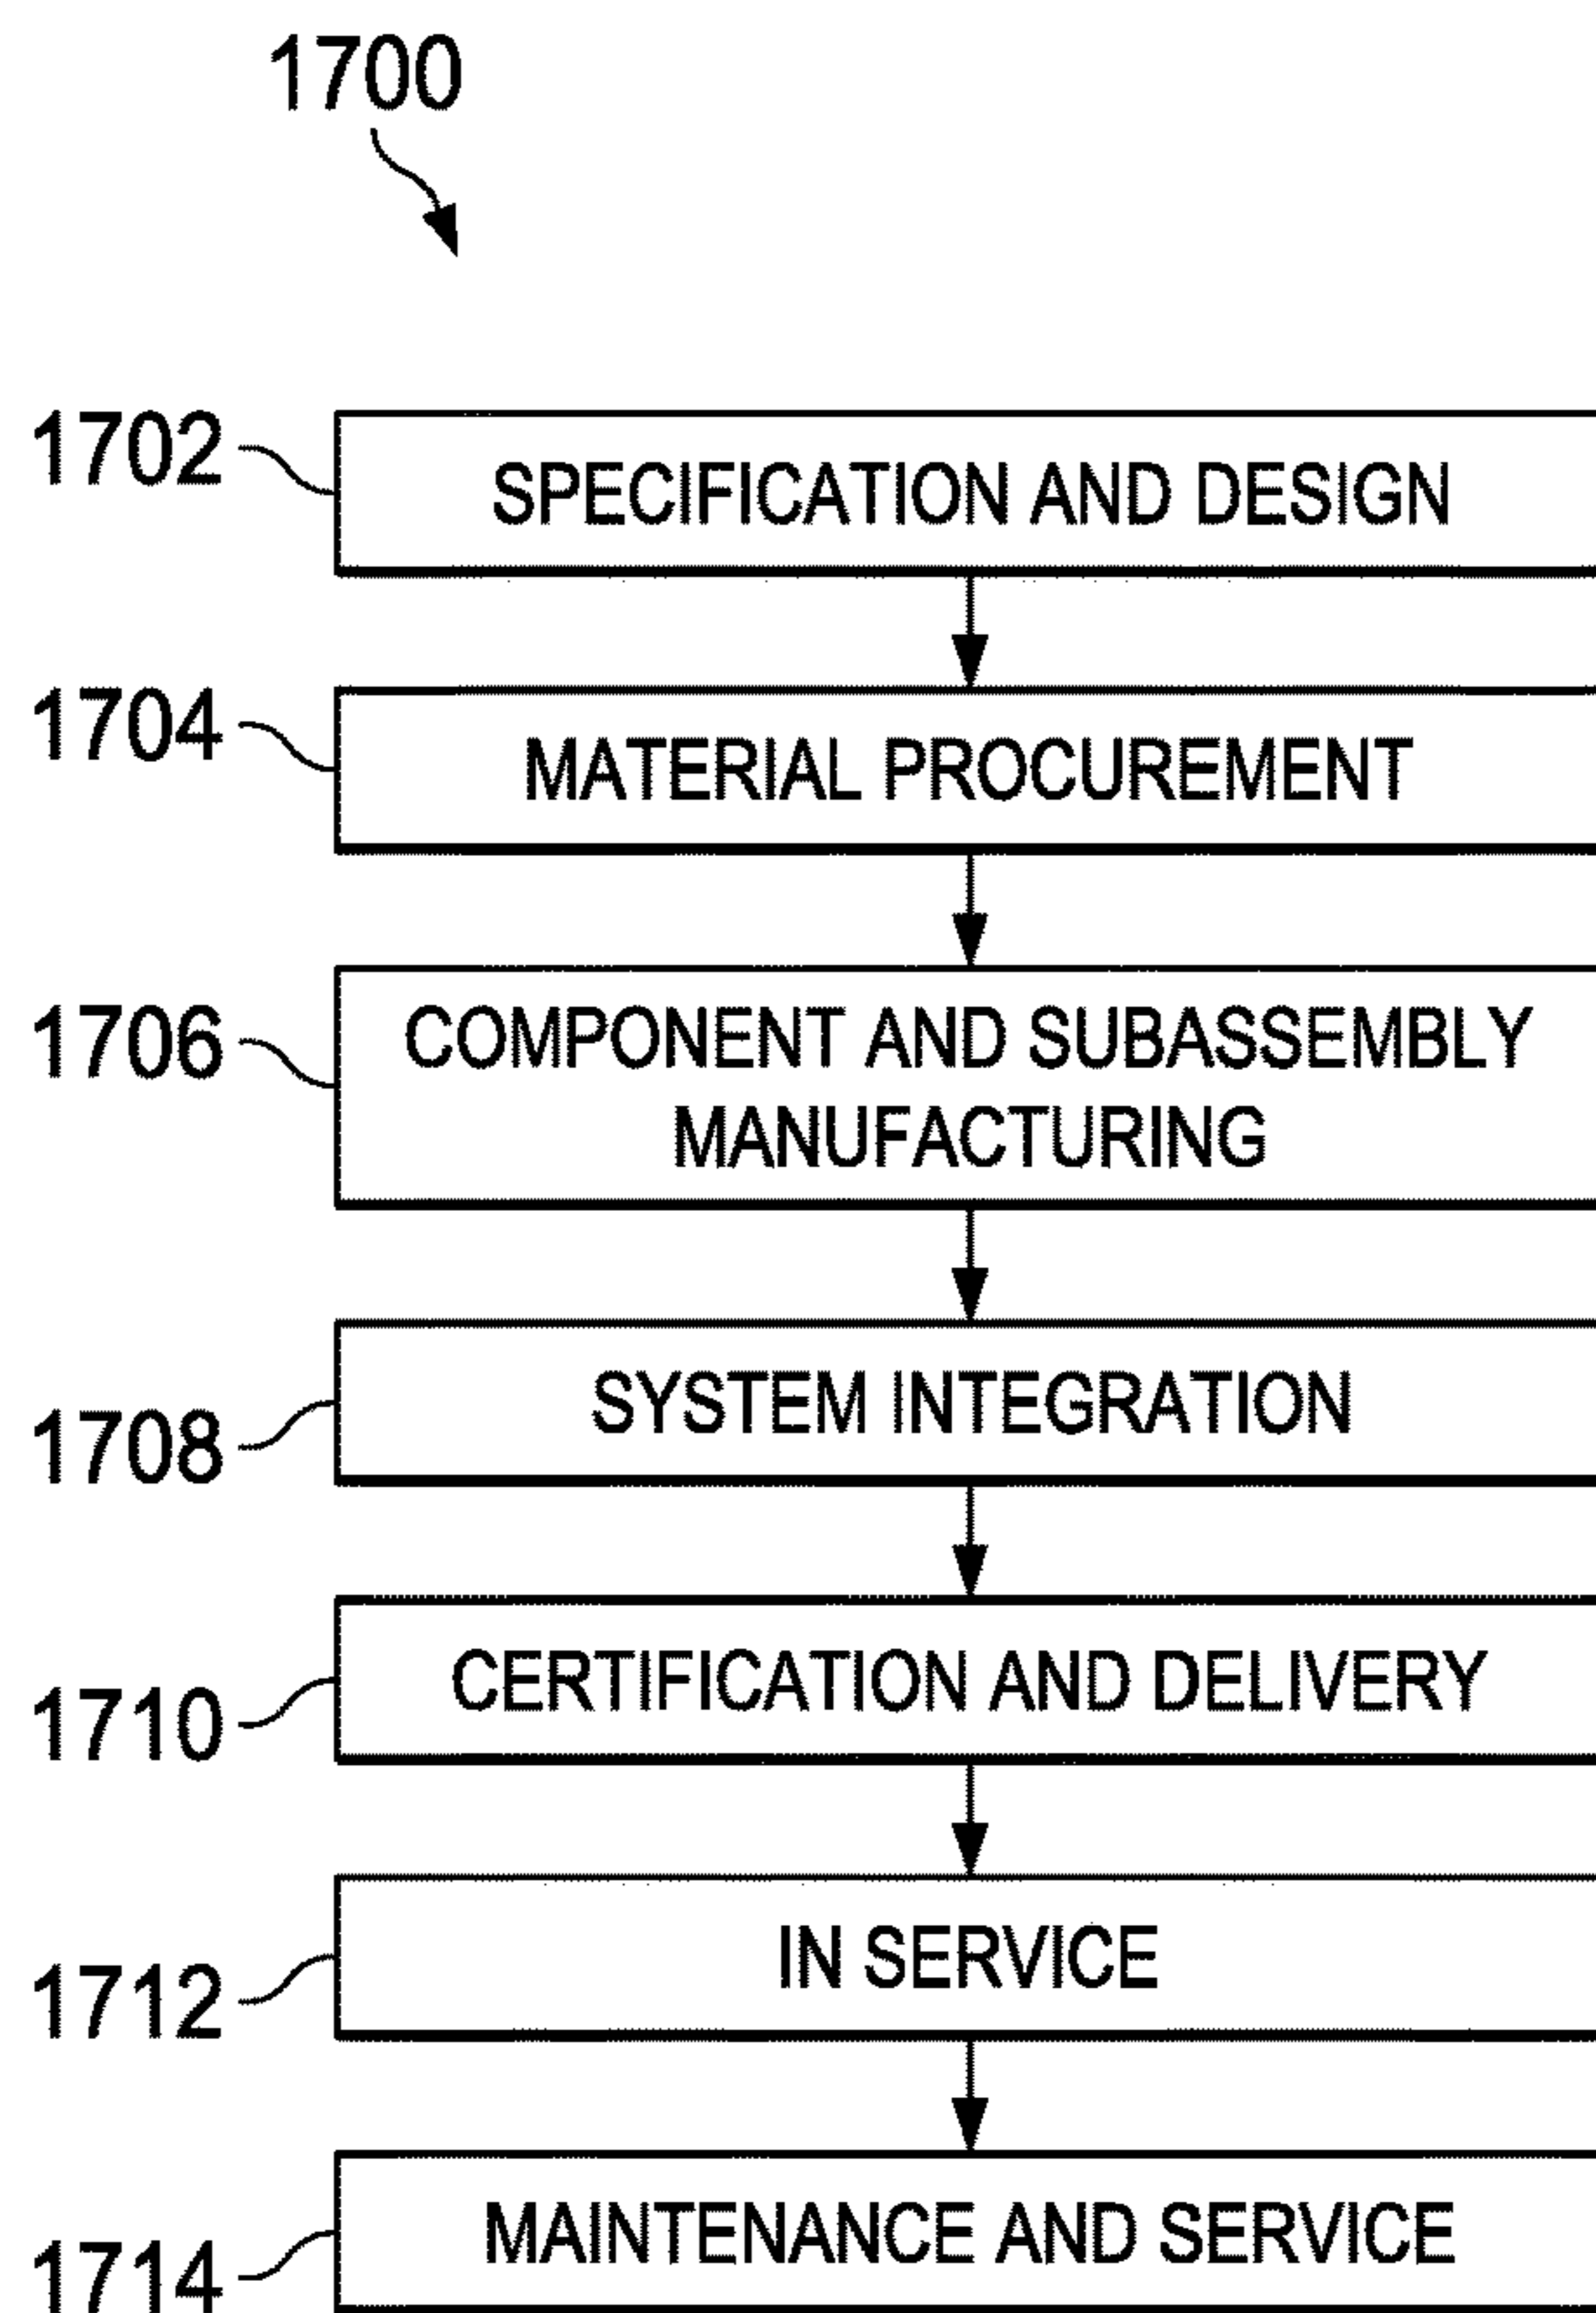 1700
1702
SPECIFICATION AND DESIGN
1704
MATERIAL PROCUREMENT
1706
COMPONENT AND SUBASSEMBLY
MANUFACTURING
1708
SYSTEM INTEGRATION
1710
CERTIFICATION AND DELIVERY
1712
IN SERVICE
1714
MAINTENANCE AND SERVICE